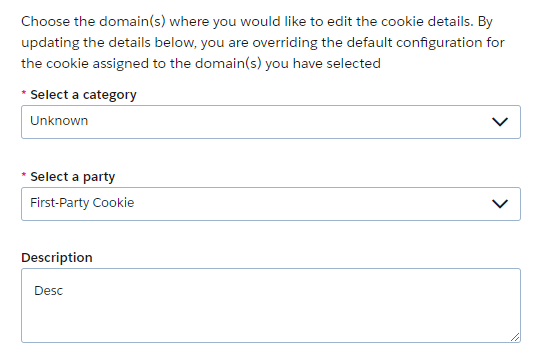 Choose the domain(s) where you would like to edit the cookie details. By
updating the details below, you are overriding the default configuration for
the cookie assigned to the domain(s) you have selected
* Select a category
Unknown
* Select a party
First-Party Cookie
Description
Desc